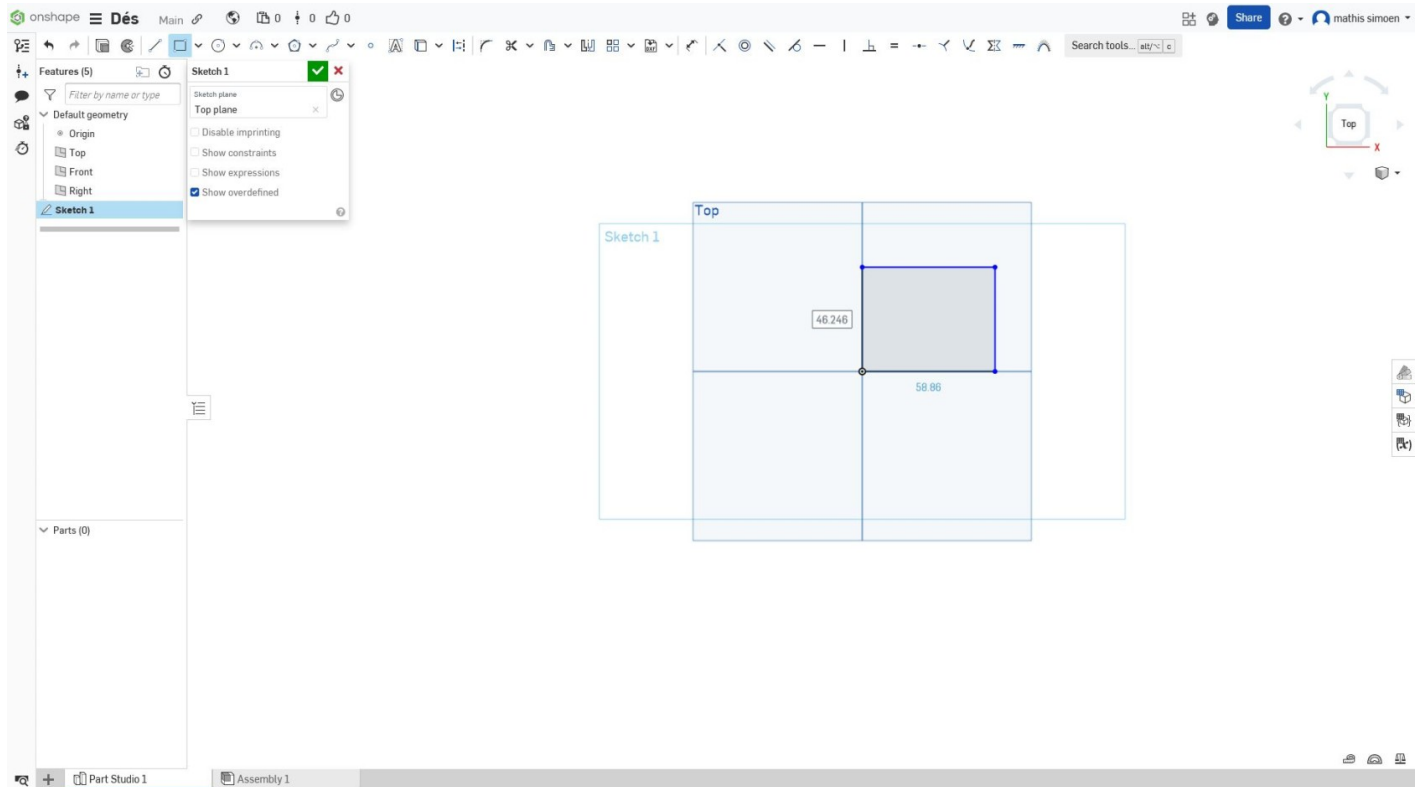 onshape Dés Main 0 0 0 Share mathis simoen
Search tools... alt/⌥ c
Features (5)
Filter by name or type
Default geometry
Origin
Top
Front
Right
Sketch 1
Parts (0)
Sketch 1
Sketch plane
Top plane
Disable imprinting
Show constraints
Show expressions
Show overdefined
Top
Sketch 1
46.246
58.86
Y
Top
X
(x)
Part Studio 1 Assembly 1